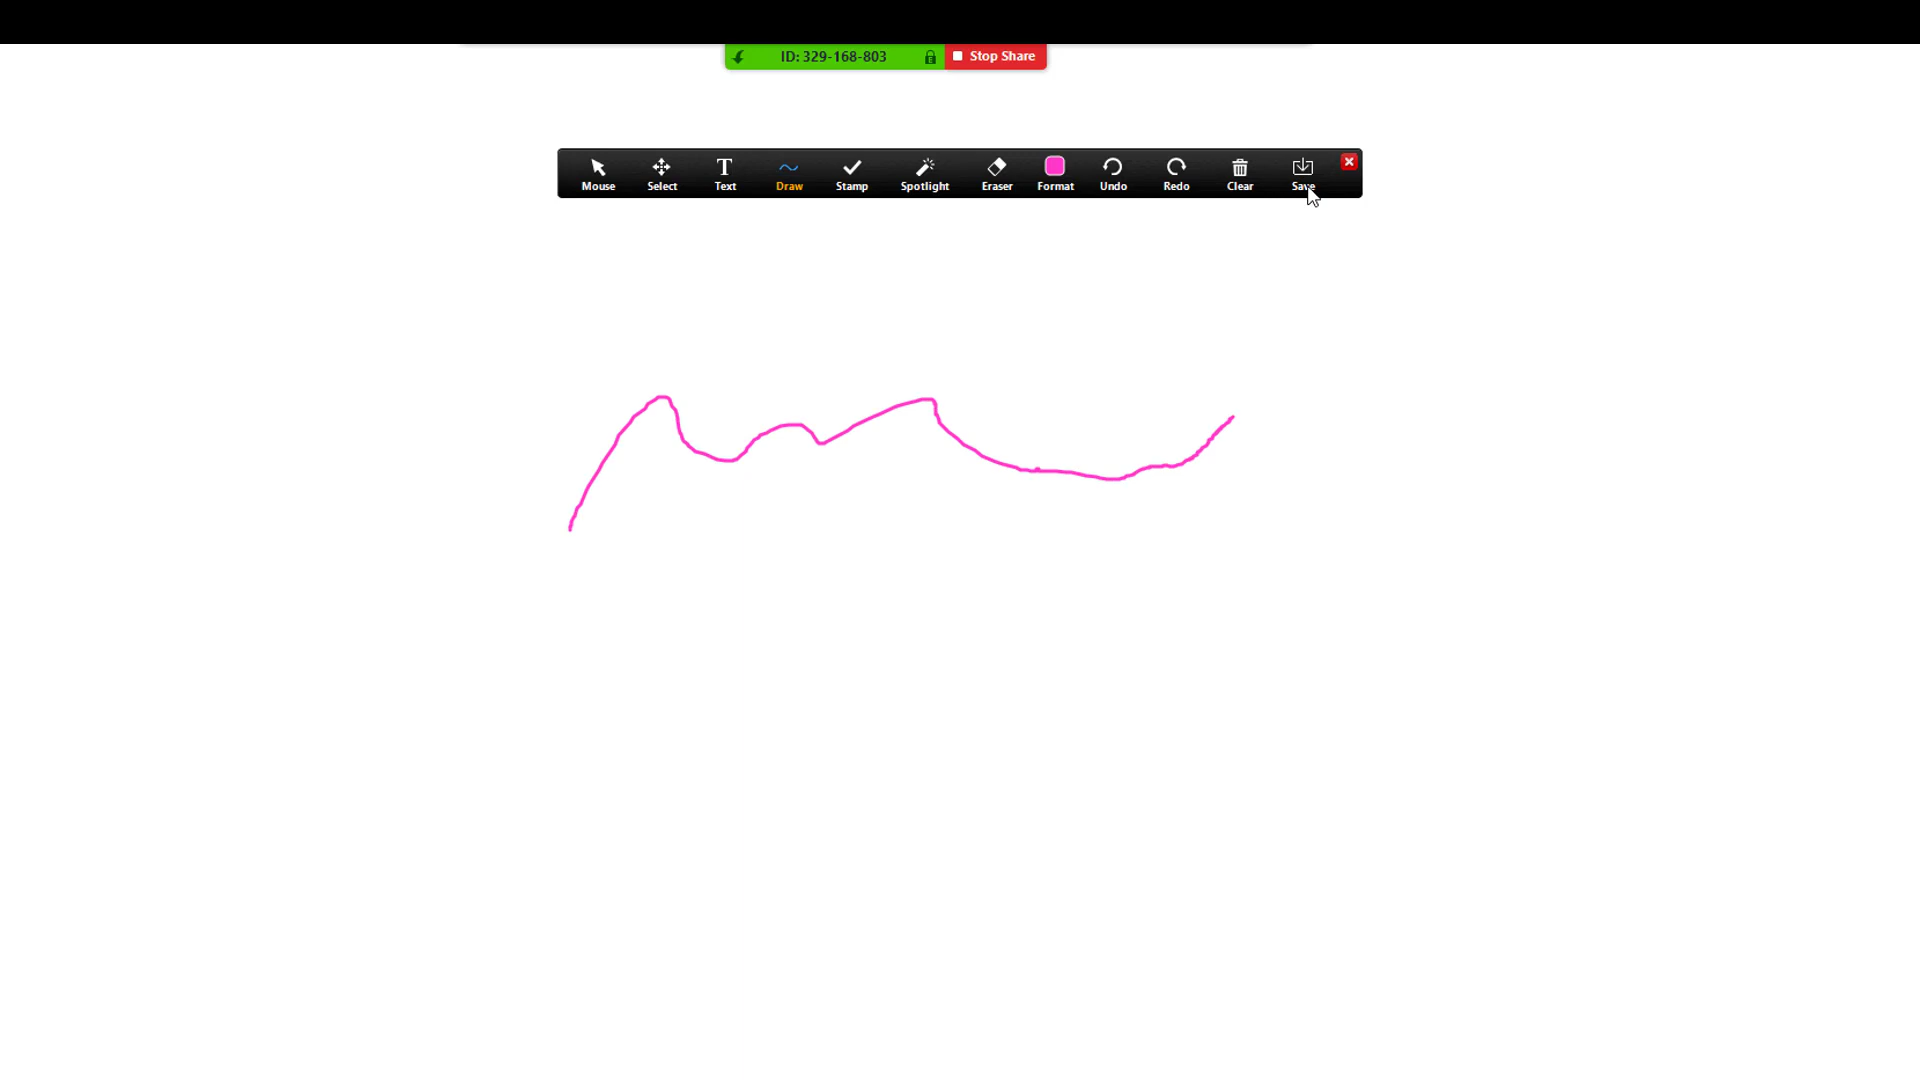 ID: 329-168-803 Stop Share
Mouse Select Text Draw Stamp Spotlight Eraser Format Undo Redo Clear Save